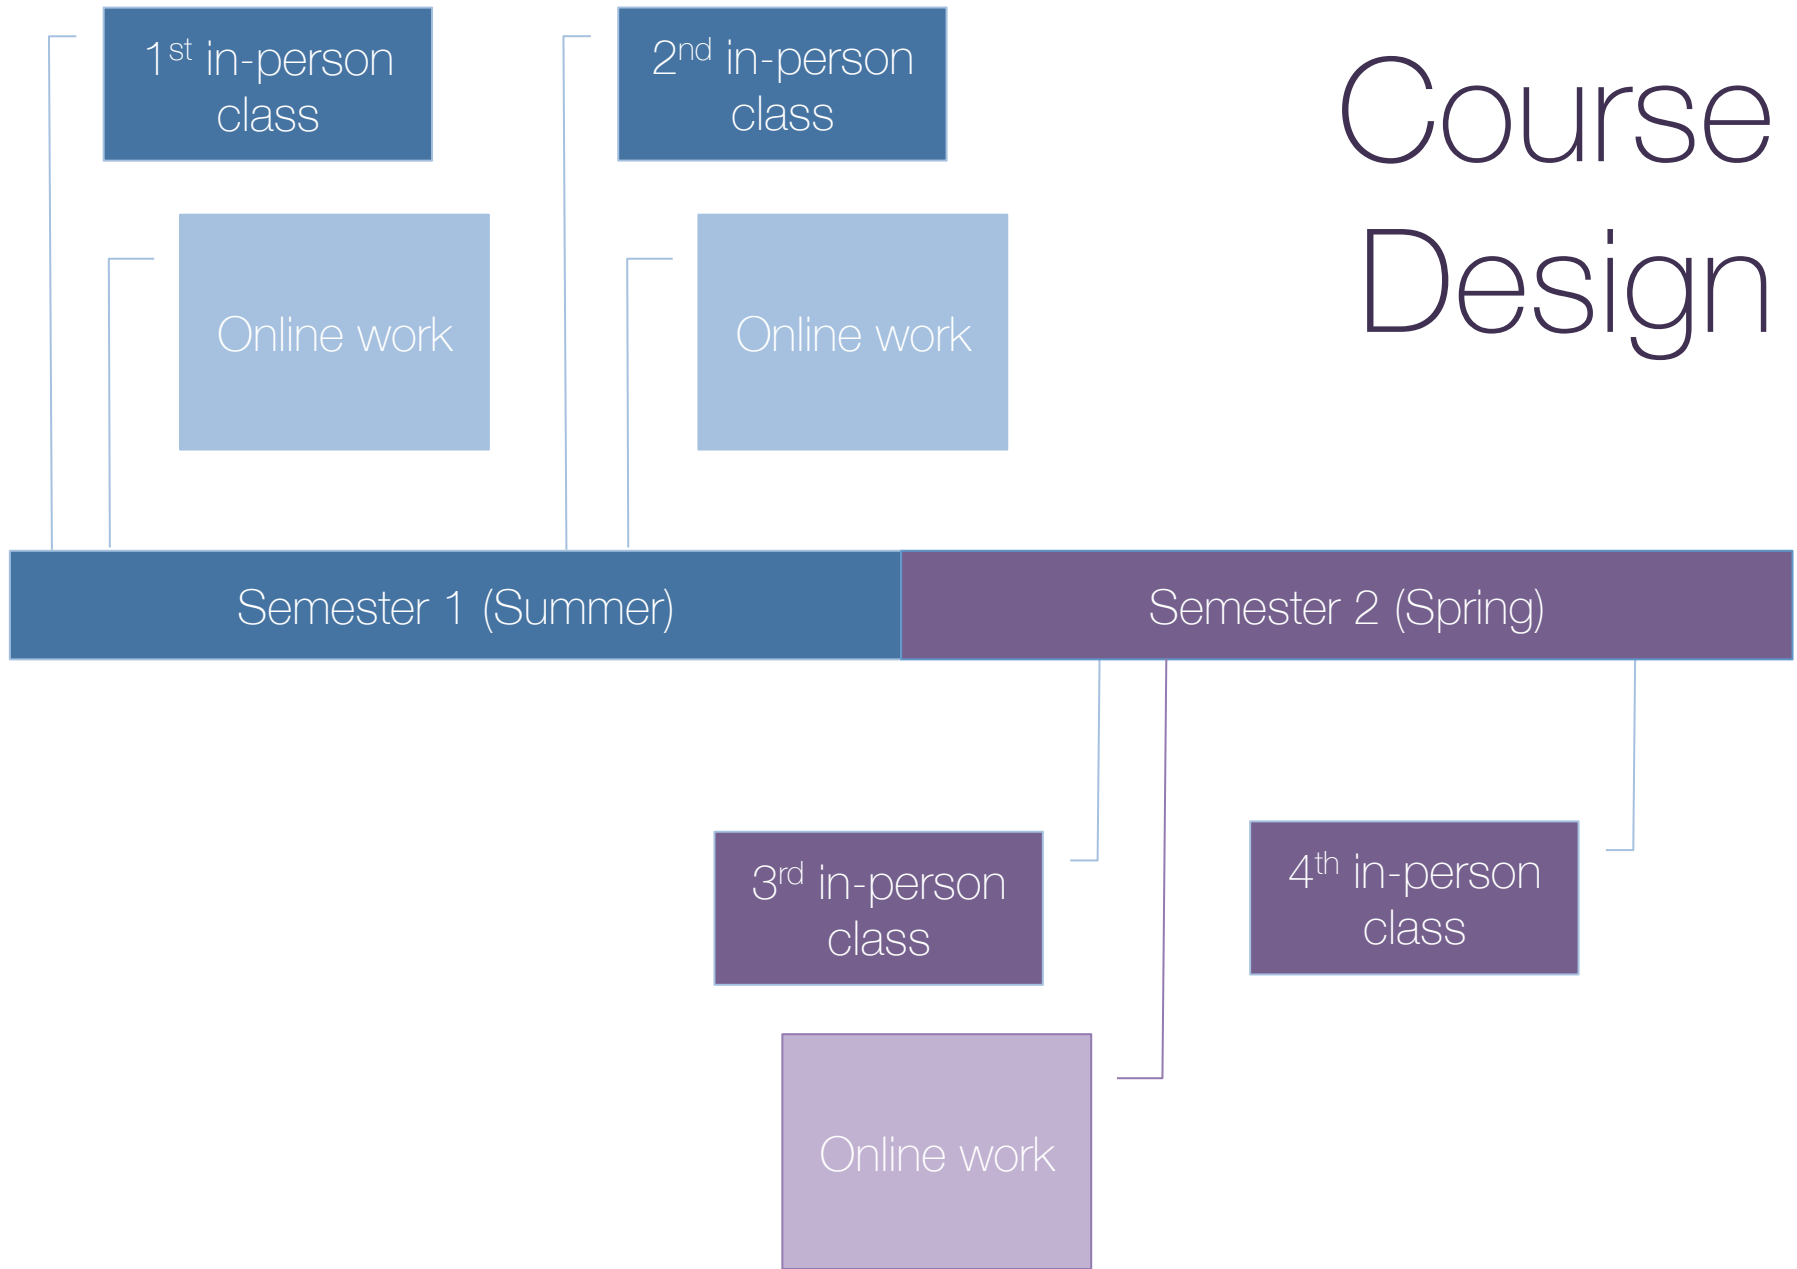 Course
Design
1st in-person
class
2nd in-person
class
Online work
Online work
Semester 1 (Summer)
Semester 2 (Spring)
3rd in-person
class
4th in-person
class
Online work